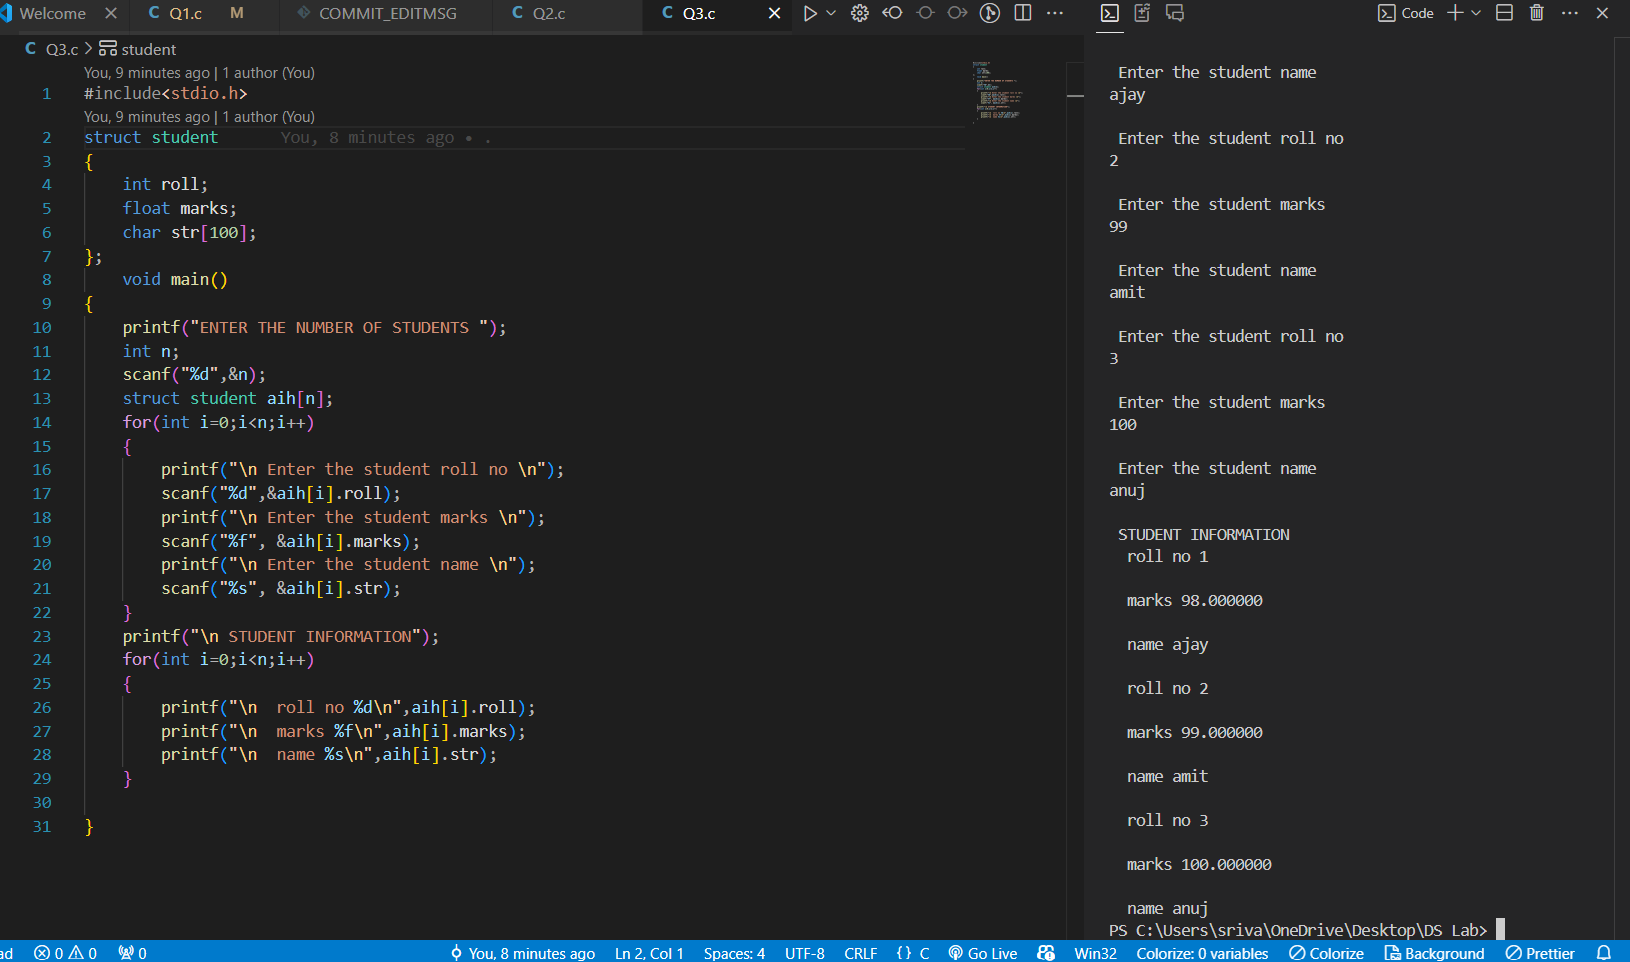 Welcome
Q1.c M
COMMIT_EDITMSG
Q2.c
Q3.c
Code
Q3.c > student
You, 9 minutes ago | 1 author (You)
1 #include<stdio.h>
You, 9 minutes ago | 1 author (You)
2 struct student You, 8 minutes ago • .
3 {
4 int roll;
5 float marks;
6 char str[100];
7 };
8 void main()
9 {
10 printf("ENTER THE NUMBER OF STUDENTS ");
11 int n;
12 scanf("%d",&n);
13 struct student aih[n];
14 for(int i=0;i<n;i++)
15 {
16 printf("\n Enter the student roll no \n");
17 scanf("%d",&aih[i].roll);
18 printf("\n Enter the student marks \n");
19 scanf("%f", &aih[i].marks);
20 printf("\n Enter the student name \n");
21 scanf("%s", &aih[i].str);
22 }
23 printf("\n STUDENT INFORMATION");
24 for(int i=0;i<n;i++)
25 {
26 printf("\n  roll no %d\n",aih[i].roll);
27 printf("\n  marks %f\n",aih[i].marks);
28 printf("\n  name %s\n",aih[i].str);
29 }
30
31 }
Enter the student name
ajay
Enter the student roll no
2
Enter the student marks
99
Enter the student name
amit
Enter the student roll no
3
Enter the student marks
100
Enter the student name
anuj
STUDENT INFORMATION
roll no 1
marks 98.000000
name ajay
roll no 2
marks 99.000000
name amit
roll no 3
marks 100.000000
name anuj
PS C:\Users\sriva\OneDrive\Desktop\DS Lab>
ad 0 0 0 You, 8 minutes ago Ln 2, Col 1 Spaces: 4 UTF-8 CRLF {} C Go Live Win32 Colorize: 0 variables Colorize Background Prettier